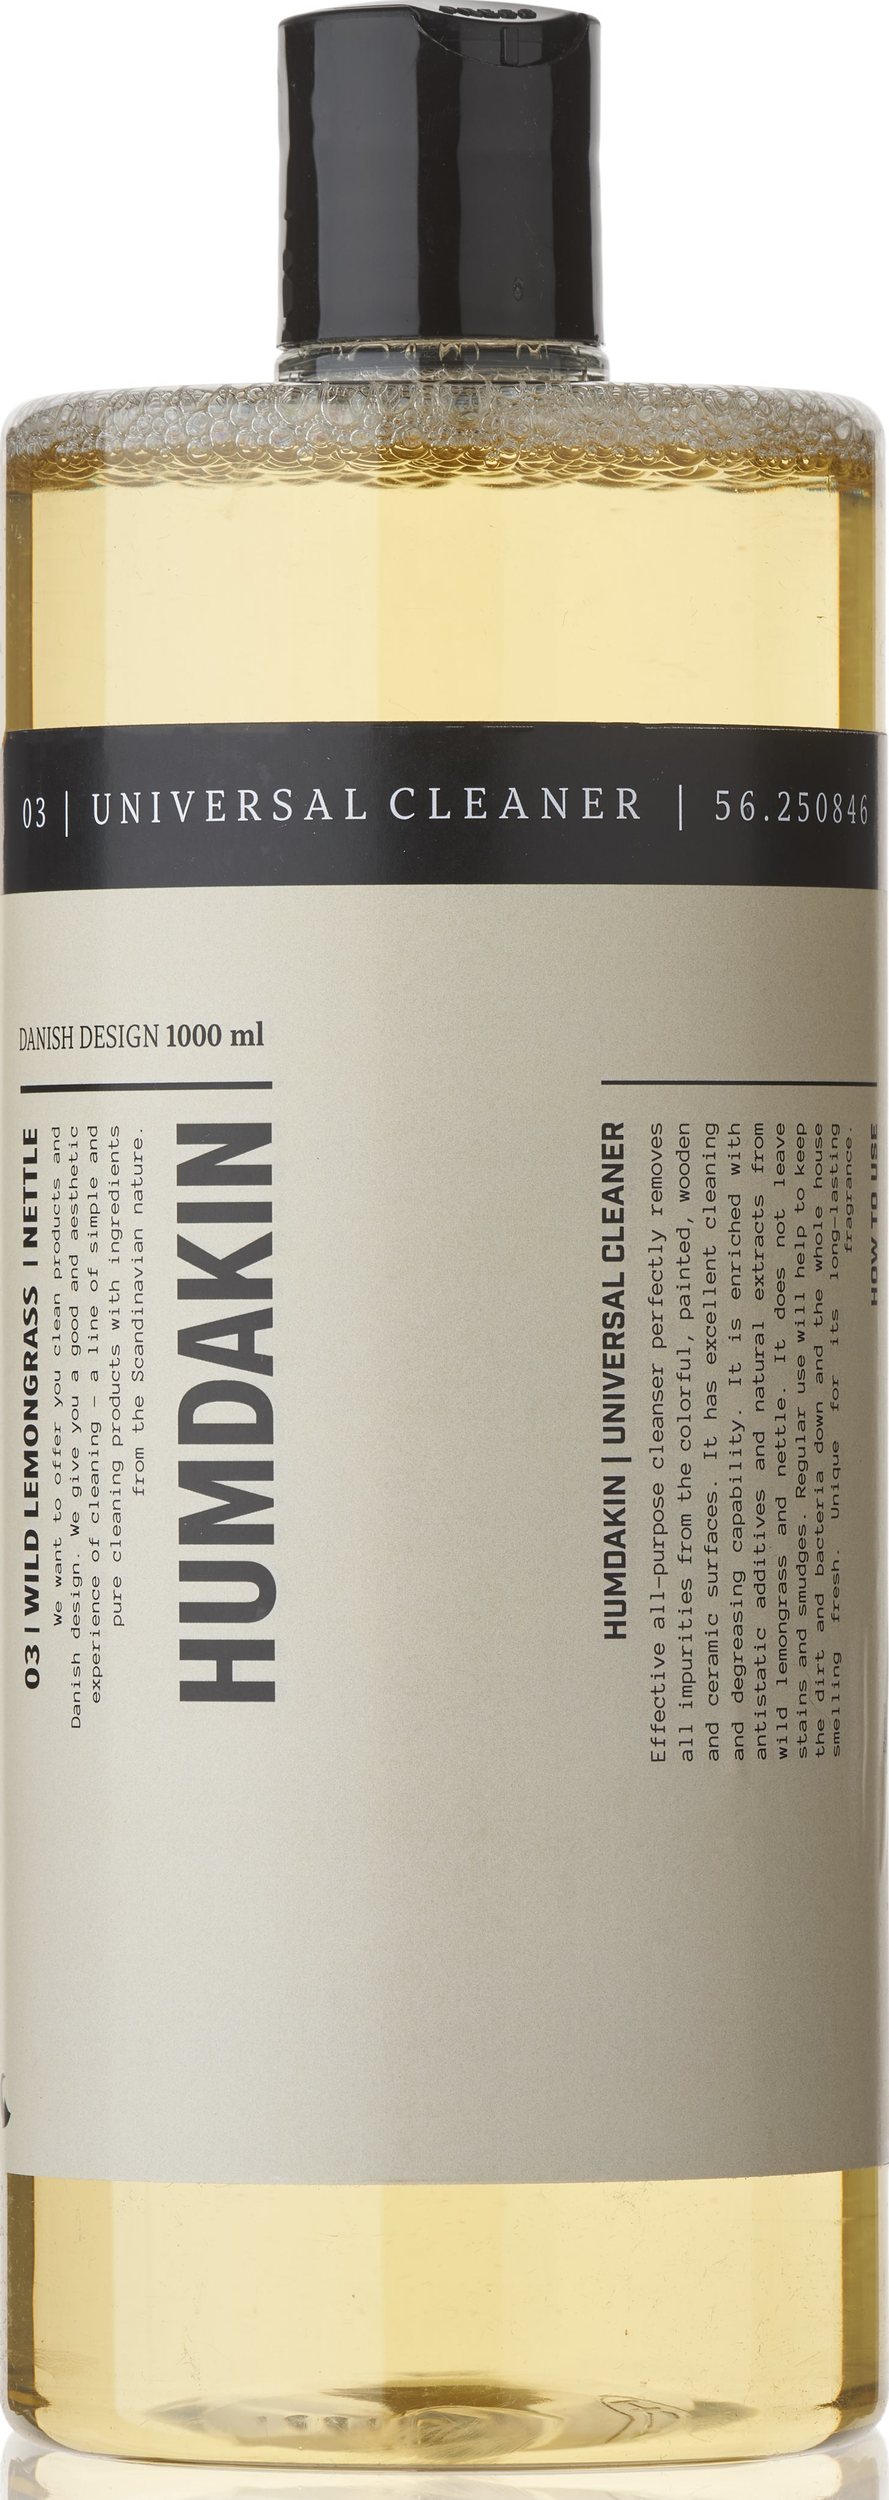 03 | UNIVERSAL CLEANER | 56.250846
DANISH DESIGN 1000 ml
03 | WILD LEMONGRASS | NETTLE
We want to offer you clean products and
Danish design. We give you a good and aesthetic
experience of cleaning – a line of simple and
pure cleaning products with ingredients
from the Scandinavian nature.
HUMDAKIN |
HUMDAKIN | UNIVERSAL CLEANER
Effective all-purpose cleanser perfectly removes
all impurities from the colorful, painted, wooden
and ceramic surfaces. It has excellent cleaning
and degreasing capability. It is enriched with
antistatic additives and natural extracts from
wild lemongrass and nettle. It does not leave
stains and smudges. Regular use will help to keep
the dirt and bacteria down and the whole house
smelling fresh. Unique for its long-lasting
fragrance.
HOW TO USE